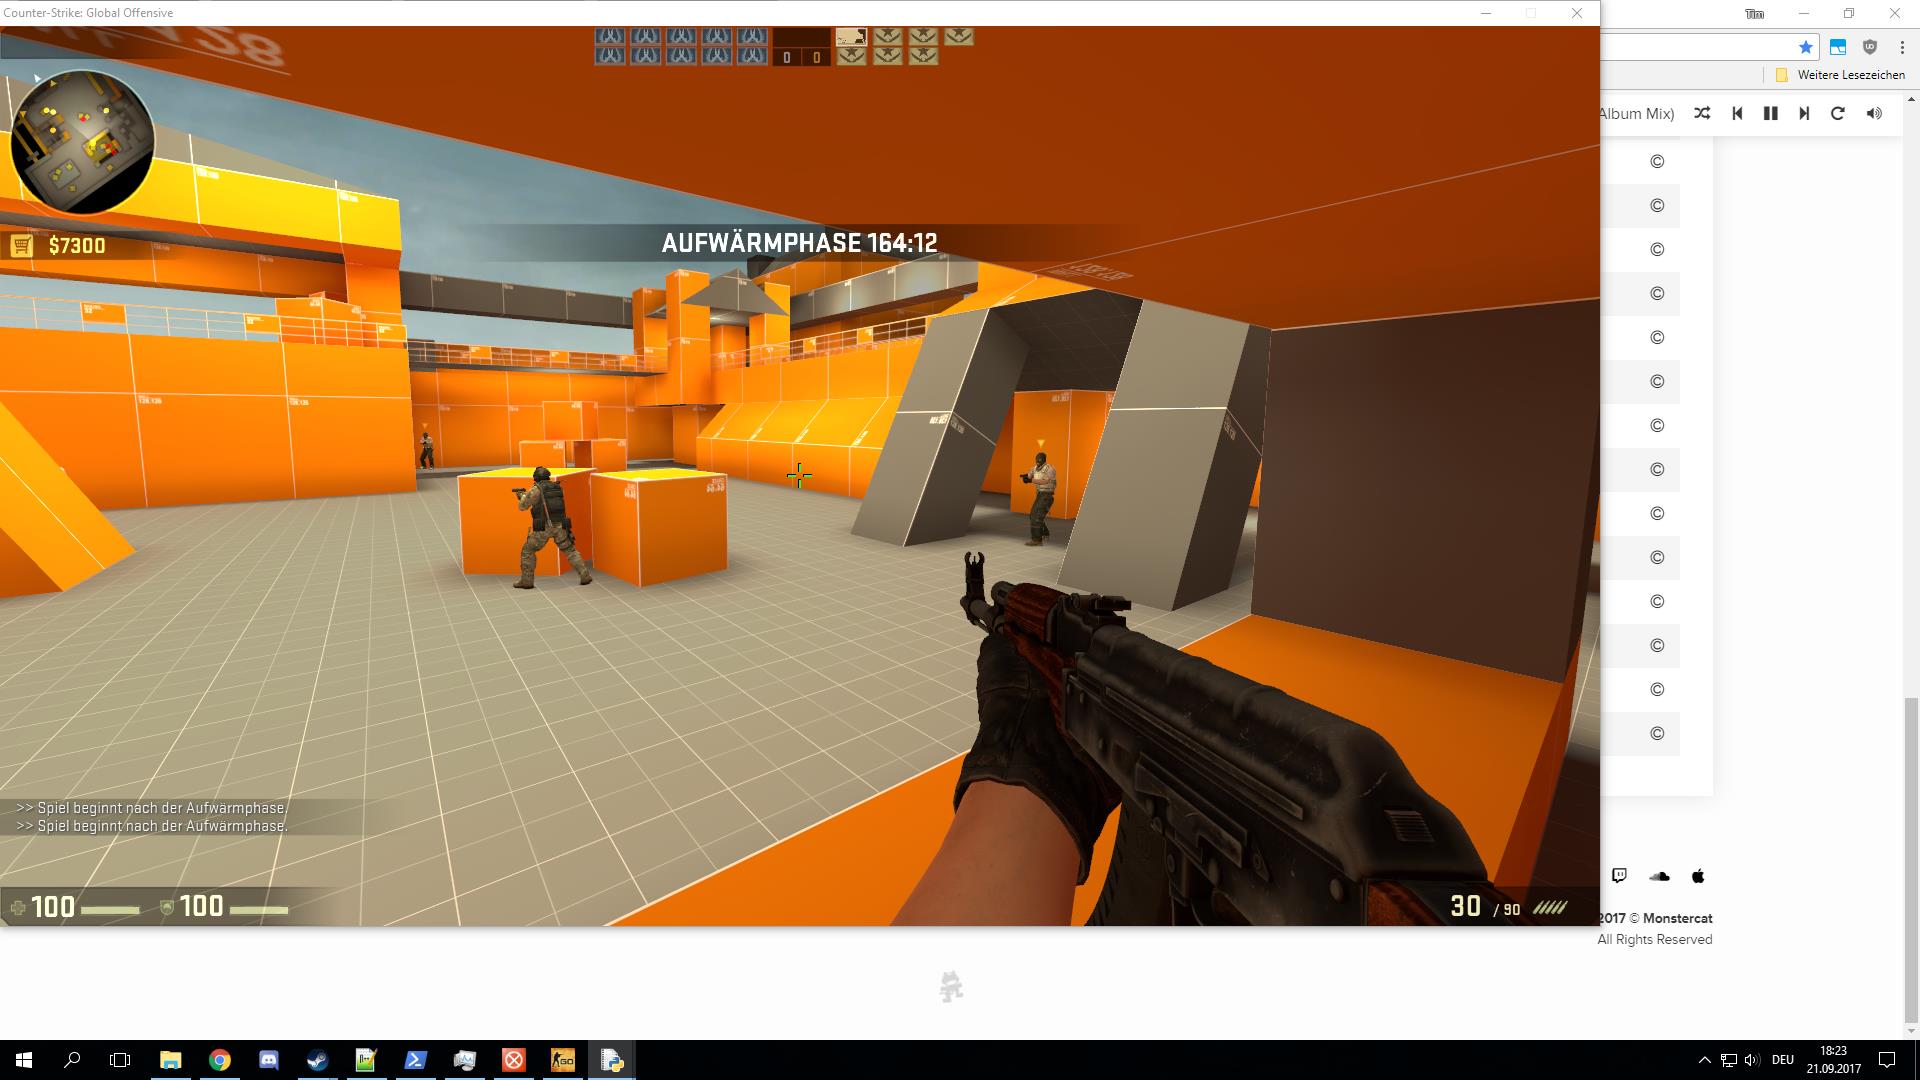 Counter-Strike: Global Offensive
Tim
Weitere Lesezeichen
Album Mix)
0 0
$7300
AUFWÄRMPHASE 164:12
>> Spiel beginnt nach der Aufwärmphase.
>> Spiel beginnt nach der Aufwärmphase.
100 100
30 / 90
2017 © Monstercat
All Rights Reserved
DEU
18:23
21.09.2017